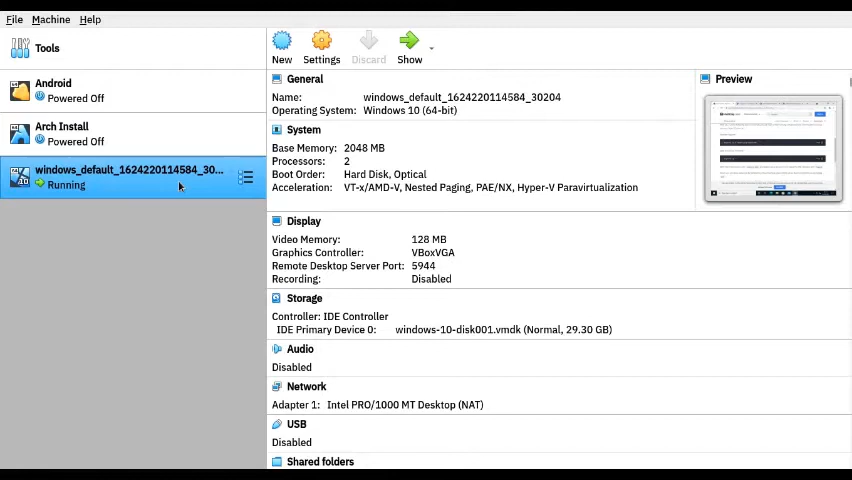 File Machine Help
Tools
Android
Powered Off
Arch Install
Powered Off
windows_default_1624220114584_30...
Running
New Settings Discard Show
General
Name: windows_default_1624220114584_30204
Operating System: Windows 10 (64-bit)
System
Base Memory: 2048 MB
Processors: 2
Boot Order: Hard Disk, Optical
Acceleration: VT-x/AMD-V, Nested Paging, PAE/NX, Hyper-V Paravirtualization
Preview
Display
Video Memory: 128 MB
Graphics Controller: VBoxVGA
Remote Desktop Server Port: 5944
Recording: Disabled
Storage
Controller: IDE Controller
IDE Primary Device 0: windows-10-disk001.vmdk (Normal, 29.30 GB)
Audio
Disabled
Network
Adapter 1: Intel PRO/1000 MT Desktop (NAT)
USB
Disabled
Shared folders